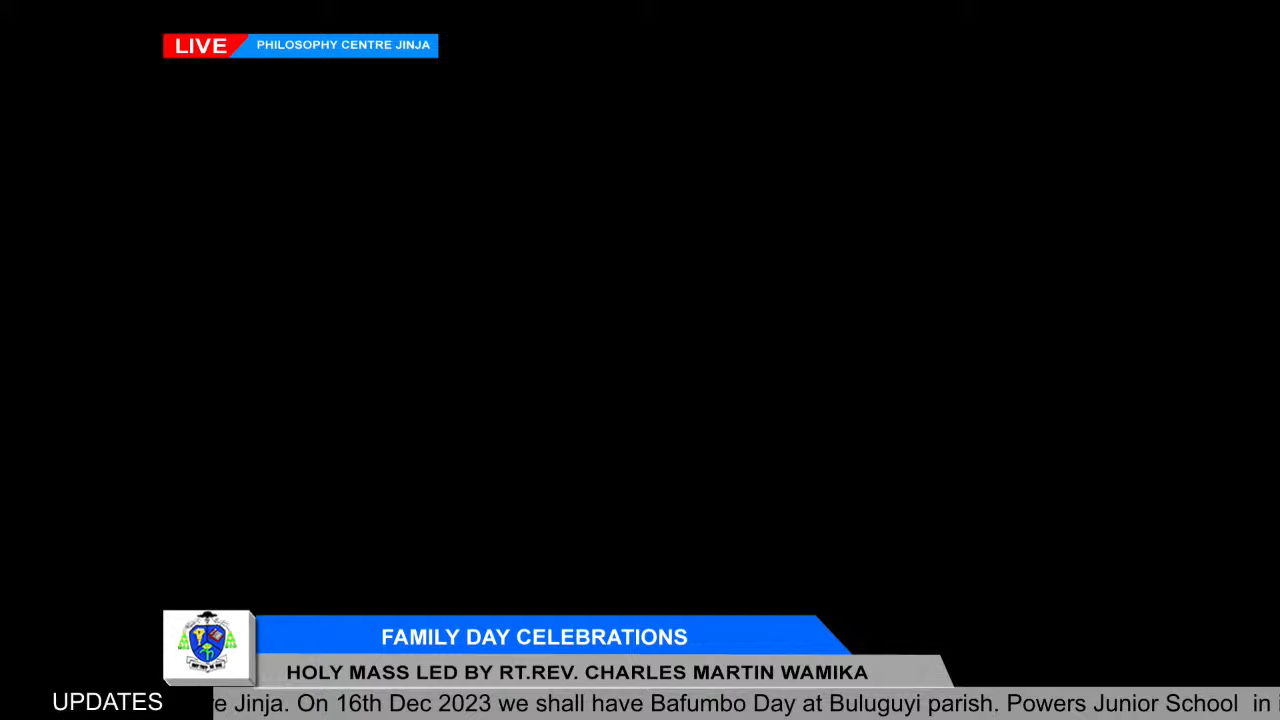 LIVE PHILOSOPHY CENTRE JINJA
FAMILY DAY CELEBRATIONS
HOLY MASS LED BY RT.REV. CHARLES MARTIN WAMIKA
UPDATES e Jinja. On 16th Dec 2023 we shall have Bafumbo Day at Buluguyi parish. Powers Junior School in